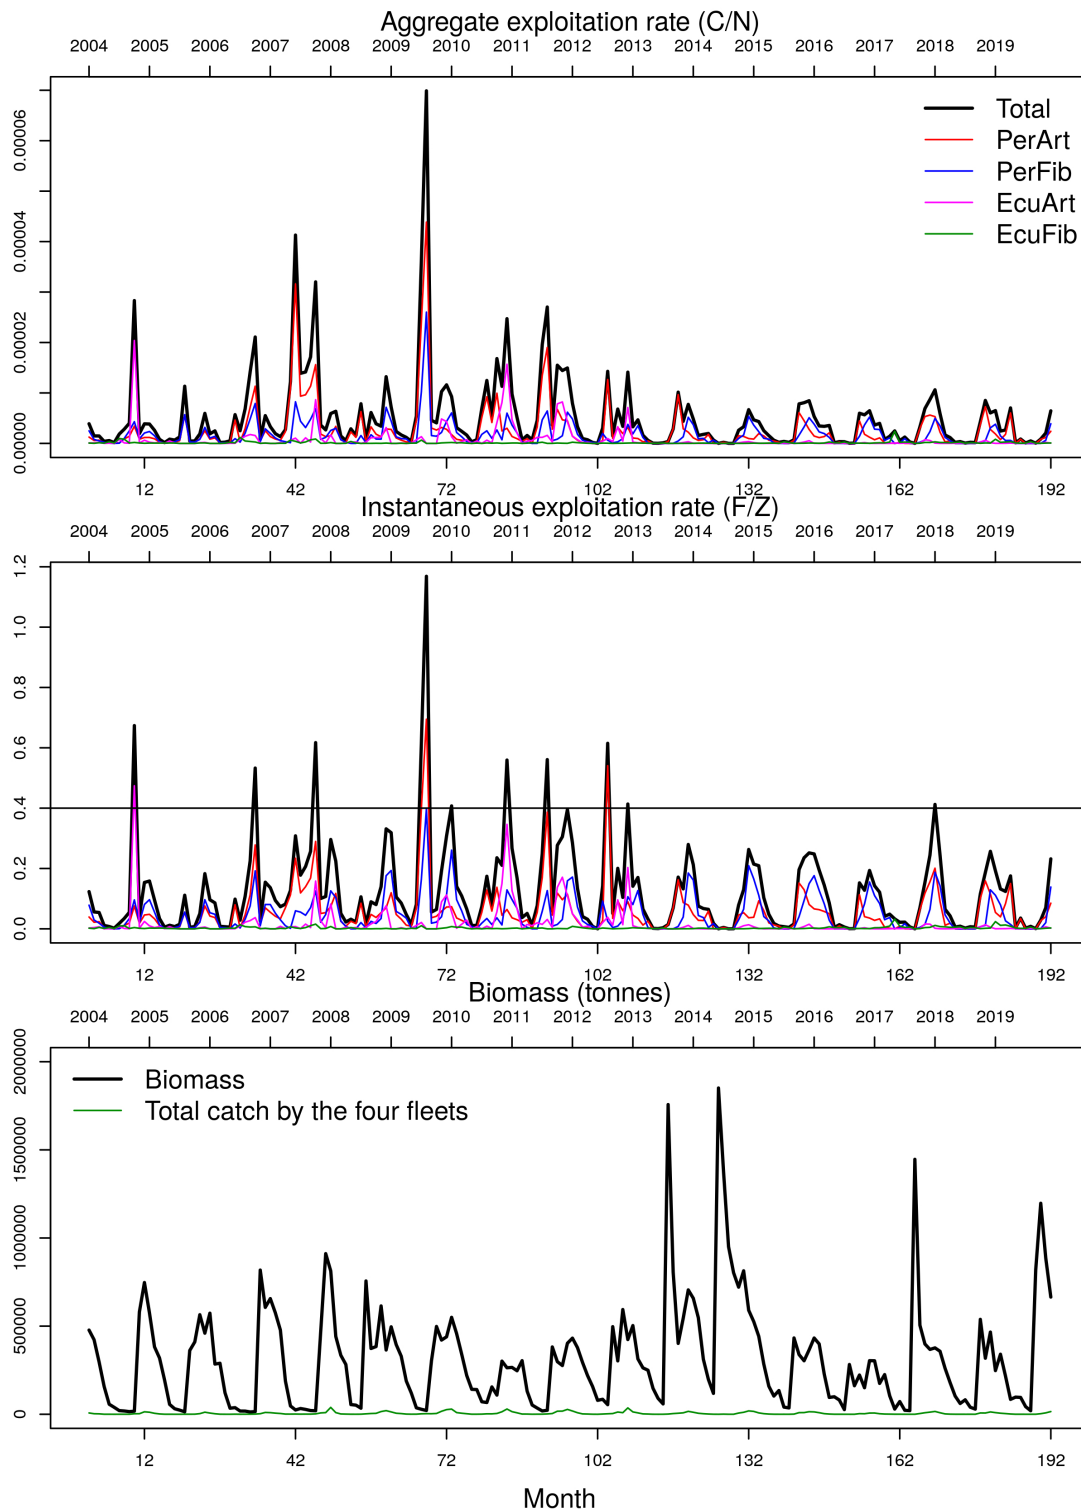 Aggregate exploitation rate (C/N)
2004 2005 2006 2007 2008 2009 2010 2011 2012 2013 2014 2015 2016 2017 2018 2019
0.00006
0.00004
0.00002
0.00000
Total
PerArt
PerFib
EcuArt
EcuFib
12 42 72 102 132 162 192
Instantaneous exploitation rate (F/Z)
2004 2005 2006 2007 2008 2009 2010 2011 2012 2013 2014 2015 2016 2017 2018 2019
1.2
1.0
0.8
0.6
0.4
0.2
0.0
12 42 72 102 132 162 192
Biomass (tonnes)
2004 2005 2006 2007 2008 2009 2010 2011 2012 2013 2014 2015 2016 2017 2018 2019
2000000
1500000
1000000
500000
0
Biomass
Total catch by the four fleets
12 42 72 102 132 162 192
Month